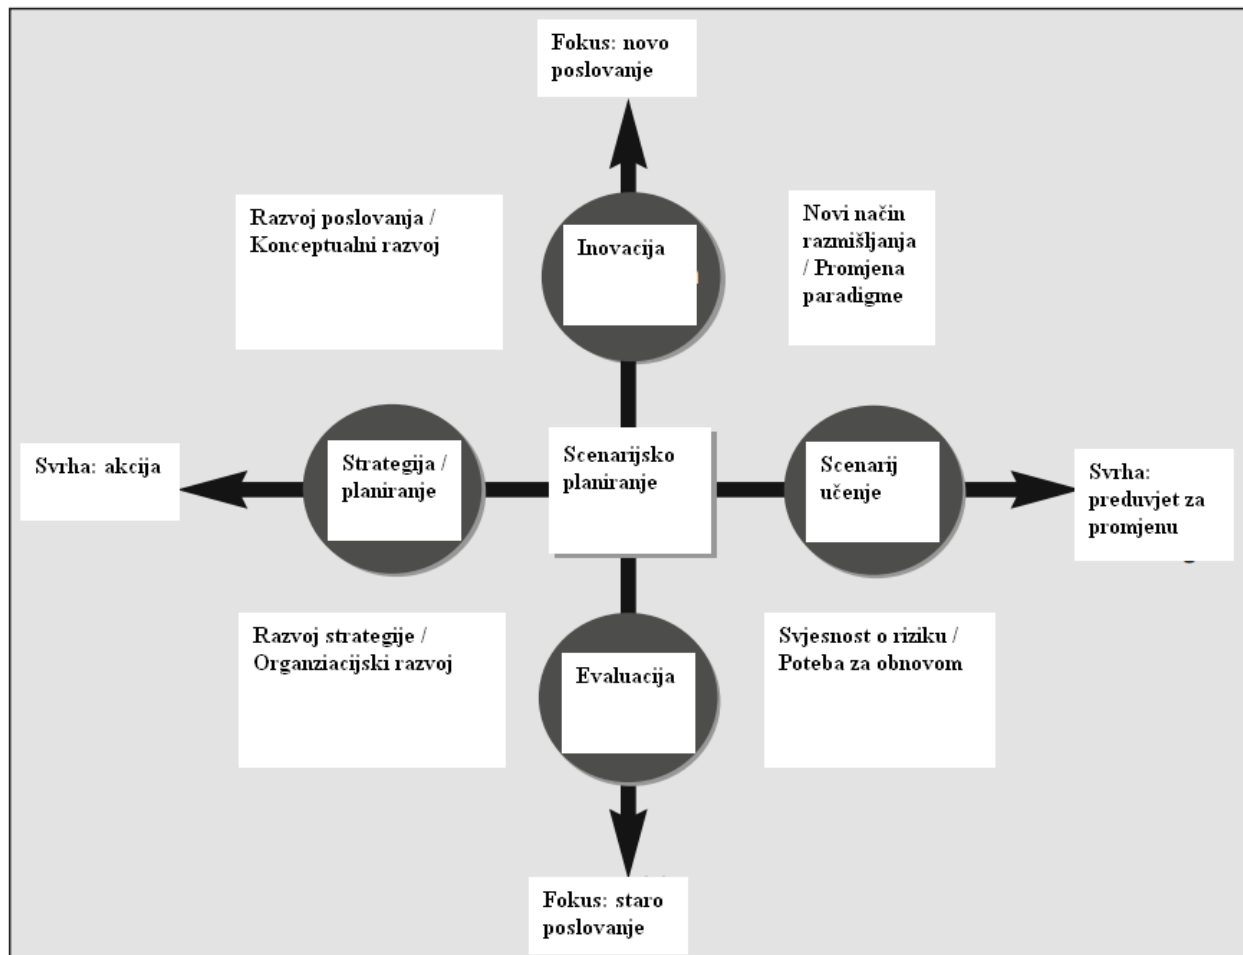 Fokus: novo
poslovanje
Razvoj poslovanja /
Konceptualni razvoj
Inovacija
Novi način
razmišljanja
/ Promjena
paradigme
Svrha: akcija
Strategija /
planiranje
Scenarijsko
planiranje
Scenarij
učenje
Svrha:
preduvjet za
promjenu
Razvoj strategije /
Organziacijski razvoj
Evaluacija
Svjesnost o riziku /
Poteba za obnovom
Fokus: staro
poslovanje